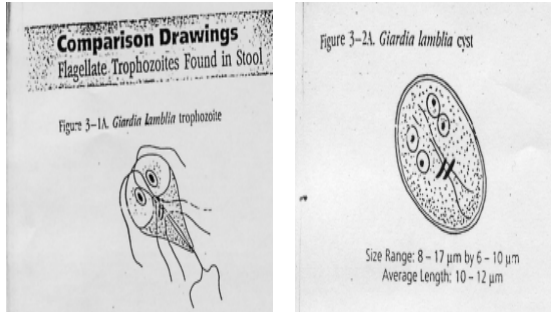 Comparison Drawings
Flagellate Trophozoites Found in Stool
Figure 3–1A. Giardia lamblia trophozoite
Figure 3–2A. Giardia lamblia cyst
Size Range: 8 – 17 µm by 6 – 10 µm
Average Length: 10 – 12 µm